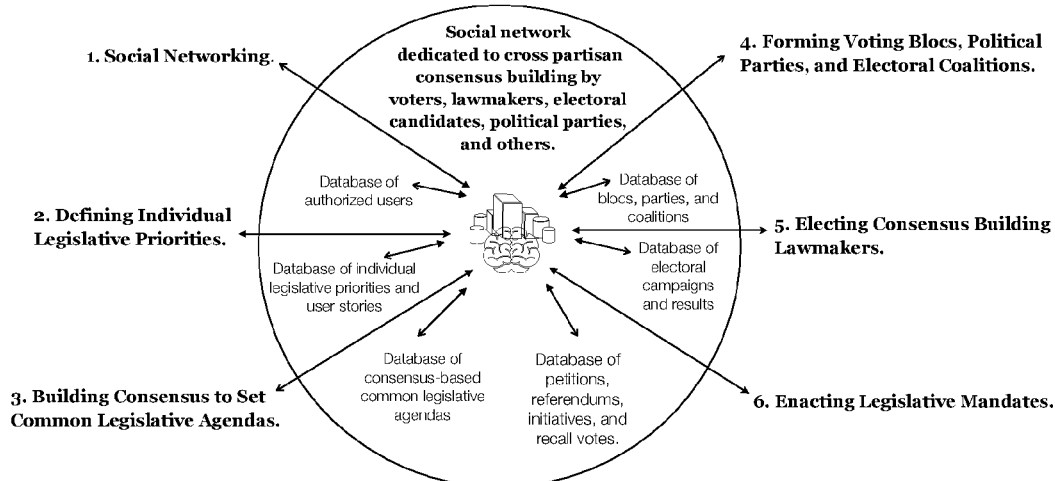 Social network
dedicated to cross partisan
consensus building by
voters, lawmakers, electoral
candidates, political parties,
and others.
1. Social Networking.
4. Forming Voting Blocs, Political
Parties, and Electoral Coalitions.
Database of
authorized users
Database of
blocs, parties, and
coalitions
2. Defining Individual
Legislative Priorities.
5. Electing Consensus Building
Lawmakers.
Database of individual
legislative priorities and
user stories
Database of
electoral
campaigns
and results
3. Building Consensus to Set
Common Legislative Agendas.
Database of
consensus-based
common legislative
agendas
Database of
petitions,
referendums,
initiatives, and
recall votes.
6. Enacting Legislative Mandates.